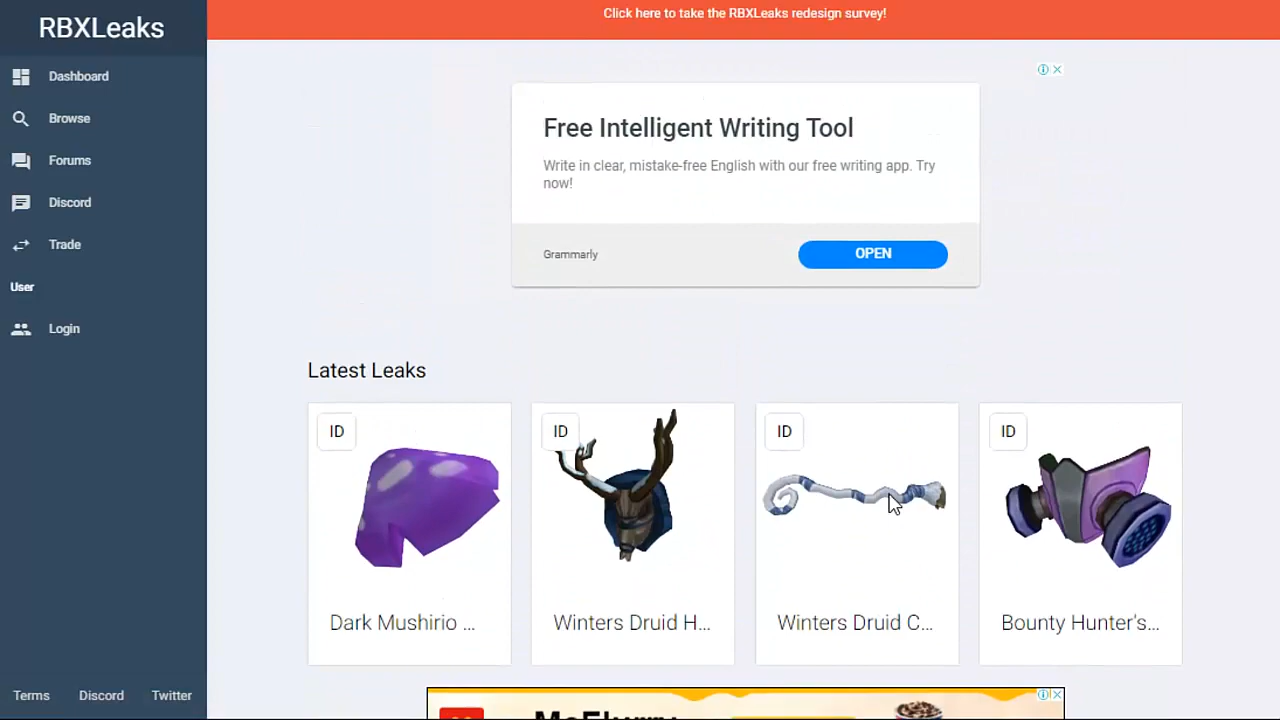 RBXLeaks
Dashboard
Browse
Forums
Discord
Trade
User
Login
Terms
Discord
Twitter
Click here to take the RBXLeaks redesign survey!
Free Intelligent Writing Tool
Write in clear, mistake-free English with our free writing app. Try
now!
Grammarly
OPEN
Latest Leaks
ID
ID
ID
ID
Dark Mushirio ...
Winters Druid H...
Winters Druid C...
Bounty Hunter's...
McFlurry